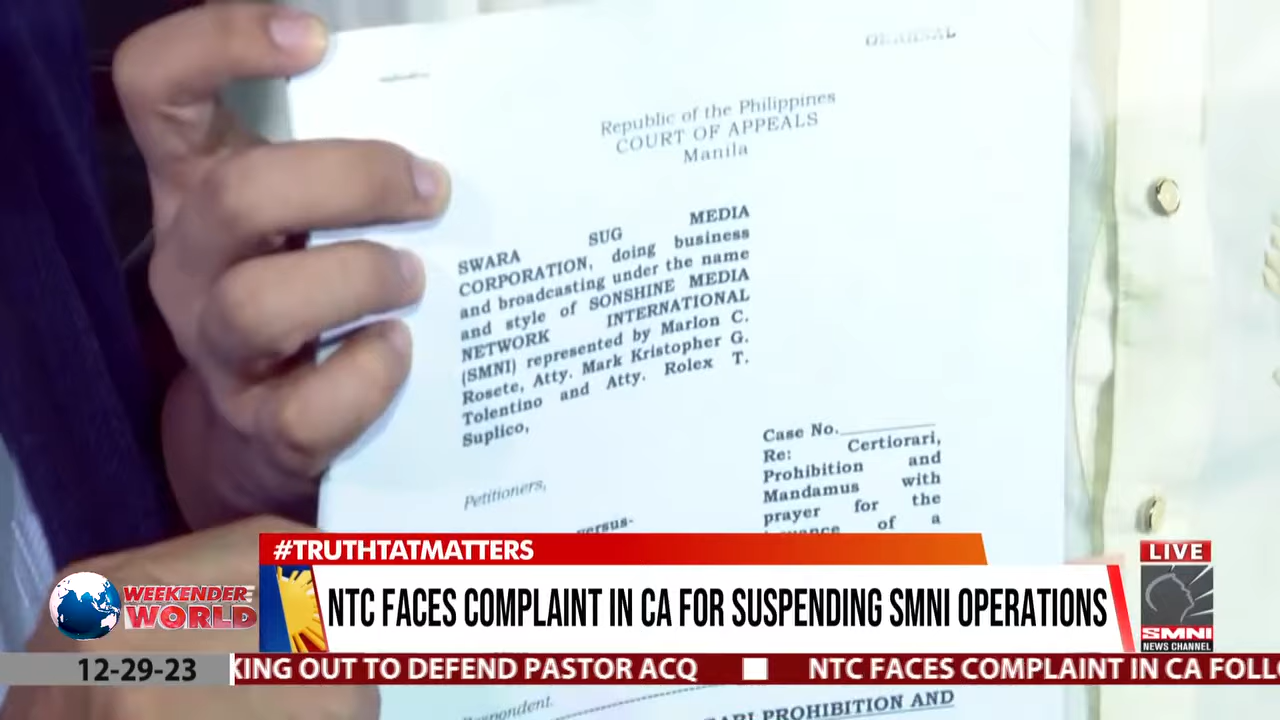 Republic of the Philippines
COURT OF APPEALS
Manila
SWARA SUG MEDIA
CORPORATION, doing business
and broadcasting under the name
and style of SONSHINE MEDIA
NETWORK INTERNATIONAL
(SMNI) represented by Marlon C.
Rosete, Atty. Mark Kristopher G.
Tolentino and Atty. Rolex T.
Suplico,
Petitioners,
Case No.
Re: Certiorari,
Prohibition and
Mandamus with
prayer for the
of a
PROHIBITION AND
#TRUTHTATMATTERS
NTC FACES COMPLAINT IN CA FOR SUSPENDING SMNI OPERATIONS
WEEKENDER
WORLD
LIVE
SMNI
NEWS CHANNEL
12-29-23
KING OUT TO DEFEND PASTOR ACQ ■ NTC FACES COMPLAINT IN CA FOLL